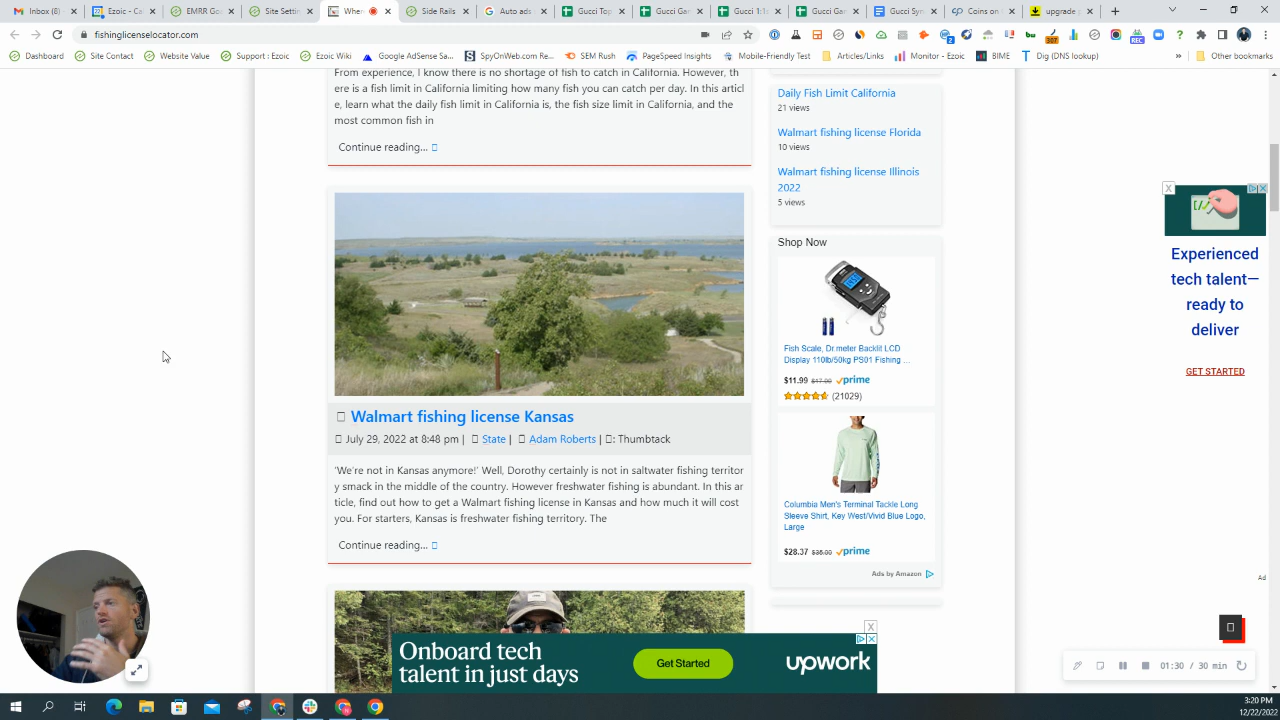 Inbox (8)
Ezoic - Co
EMRR Go
Site Settin
Walmar
Side Rails
Auto ads
Gucci Top
Gucci Q3
Gucci 1:1s
Coins on
upgrade
fishinglicenselocator.com
Dashboard
Site Contact
Website Value
Support - Ezoic
Ezoic Wiki
Google AdSense Sa...
SpyOnWeb.com Re...
SEM Rush
PageSpeed Insights
Mobile-Friendly Test
Articles/Links
Monitor - Ezoic
BIME
Tip (DNS lookup)
»
Other bookmarks
From experience, I know there is no shortage of fish to catch in California. However, th
ere is a fish limit in California limiting how many fish you can catch per day. In this articl
e, learn what the daily fish limit in California is, the fish size limit in California, and the
most common fish in
Continue reading...
Walmart fishing license Kansas
July 29, 2022 at 8:48 pm | State | Adam Roberts | : Thumbtack
'We're not in Kansas anymore!' Well, Dorothy certainly is not in saltwater fishing territor
y smack in the middle of the country. However freshwater fishing is abundant. In this ar
ticle, find out how to get a Walmart fishing license in Kansas and how much it will cost
you. For starters, Kansas is freshwater fishing territory. The
Continue reading...
Daily Fish Limit California
21 views
Walmart fishing license Florida
10 views
Walmart fishing license Illinois
2022
5 views
Shop Now
Fish Scale, Dr.meter Backlit LCD
Display 110lb/50kg PS01 Fishing ...
$11.99 $17.99 prime
(21029)
Columbia Men's Terminal Tackle Long
Sleeve Shirt, Key West/Vivid Blue Logo,
Large
$28.37 $35.00 prime
Ads by Amazon
X
Experienced
tech talent—
ready to
deliver
GET STARTED
Ad
X
Onboard tech
talent in just days
Get Started
upwork
01:30 / 30 min
3:20 PM
12/22/2022